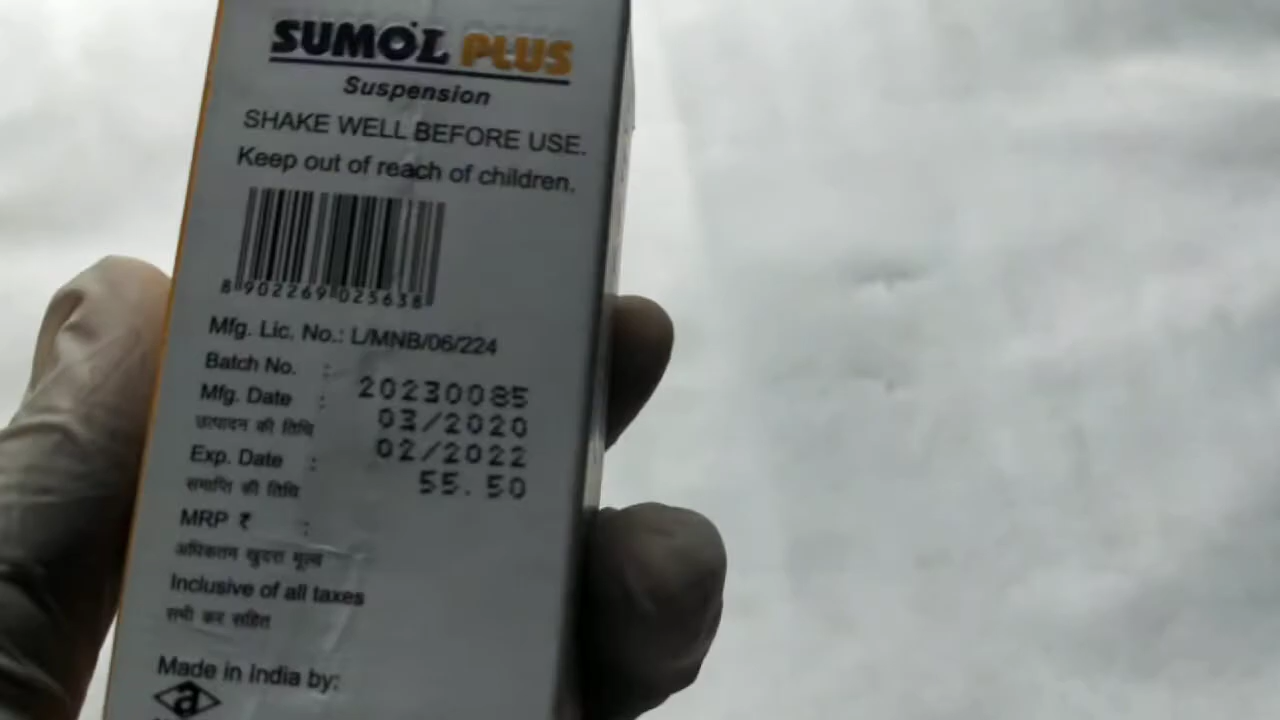 SUMOL PLUS
Suspension
SHAKE WELL BEFORE USE.
Keep out of reach of children.
8 902269 025638
Mfg. Lic. No.: L/MNB/06/224
Batch No. : 20230085
Mfg. Date : 03/2020
उत्पादन की तिथि
Exp. Date : 02/2022
समाप्ति की तिथि
55.50
MRP ₹ :
अधिकतम खुदरा मूल्य
Inclusive of all taxes
सभी कर सहित
Made in India by:
a